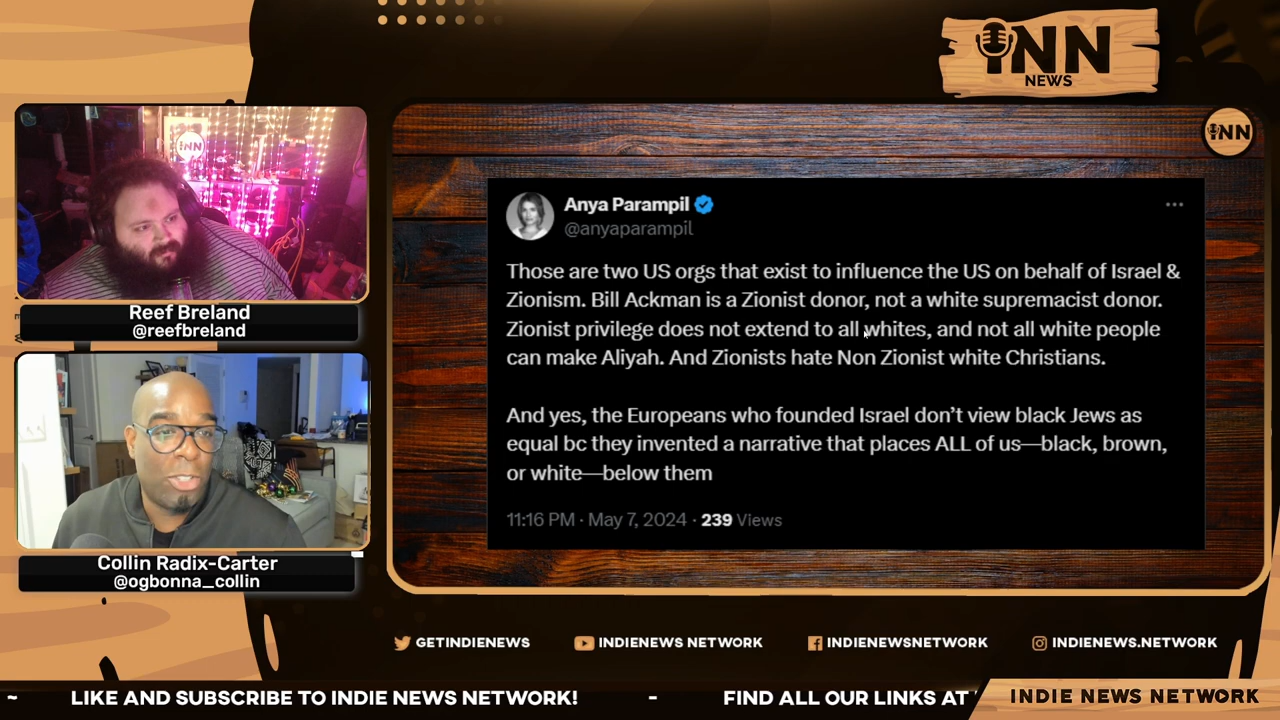 INN
NEWS
INN
INN
Anya Parampil
@anyaparampil
Those are two US orgs that exist to influence the US on behalf of Israel &
Zionism. Bill Ackman is a Zionist donor, not a white supremacist donor.
Zionist privilege does not extend to all whites, and not all white people
can make Aliyah. And Zionists hate Non Zionist white Christians.
And yes, the Europeans who founded Israel don’t view black Jews as
equal bc they invented a narrative that places ALL of us—black, brown,
or white—below them
11:16 PM · May 7, 2024 · 239 Views
Reef Breland
@reefbreland
Collin Radix-Carter
@ogbonna_collin
GETINDIENEWS
INDIENEWS NETWORK
INDIENEWSNETWORK
INDIENEWS.NETWORK
~ LIKE AND SUBSCRIBE TO INDIE NEWS NETWORK! - FIND ALL OUR LINKS AT
INDIE NEWS NETWORK